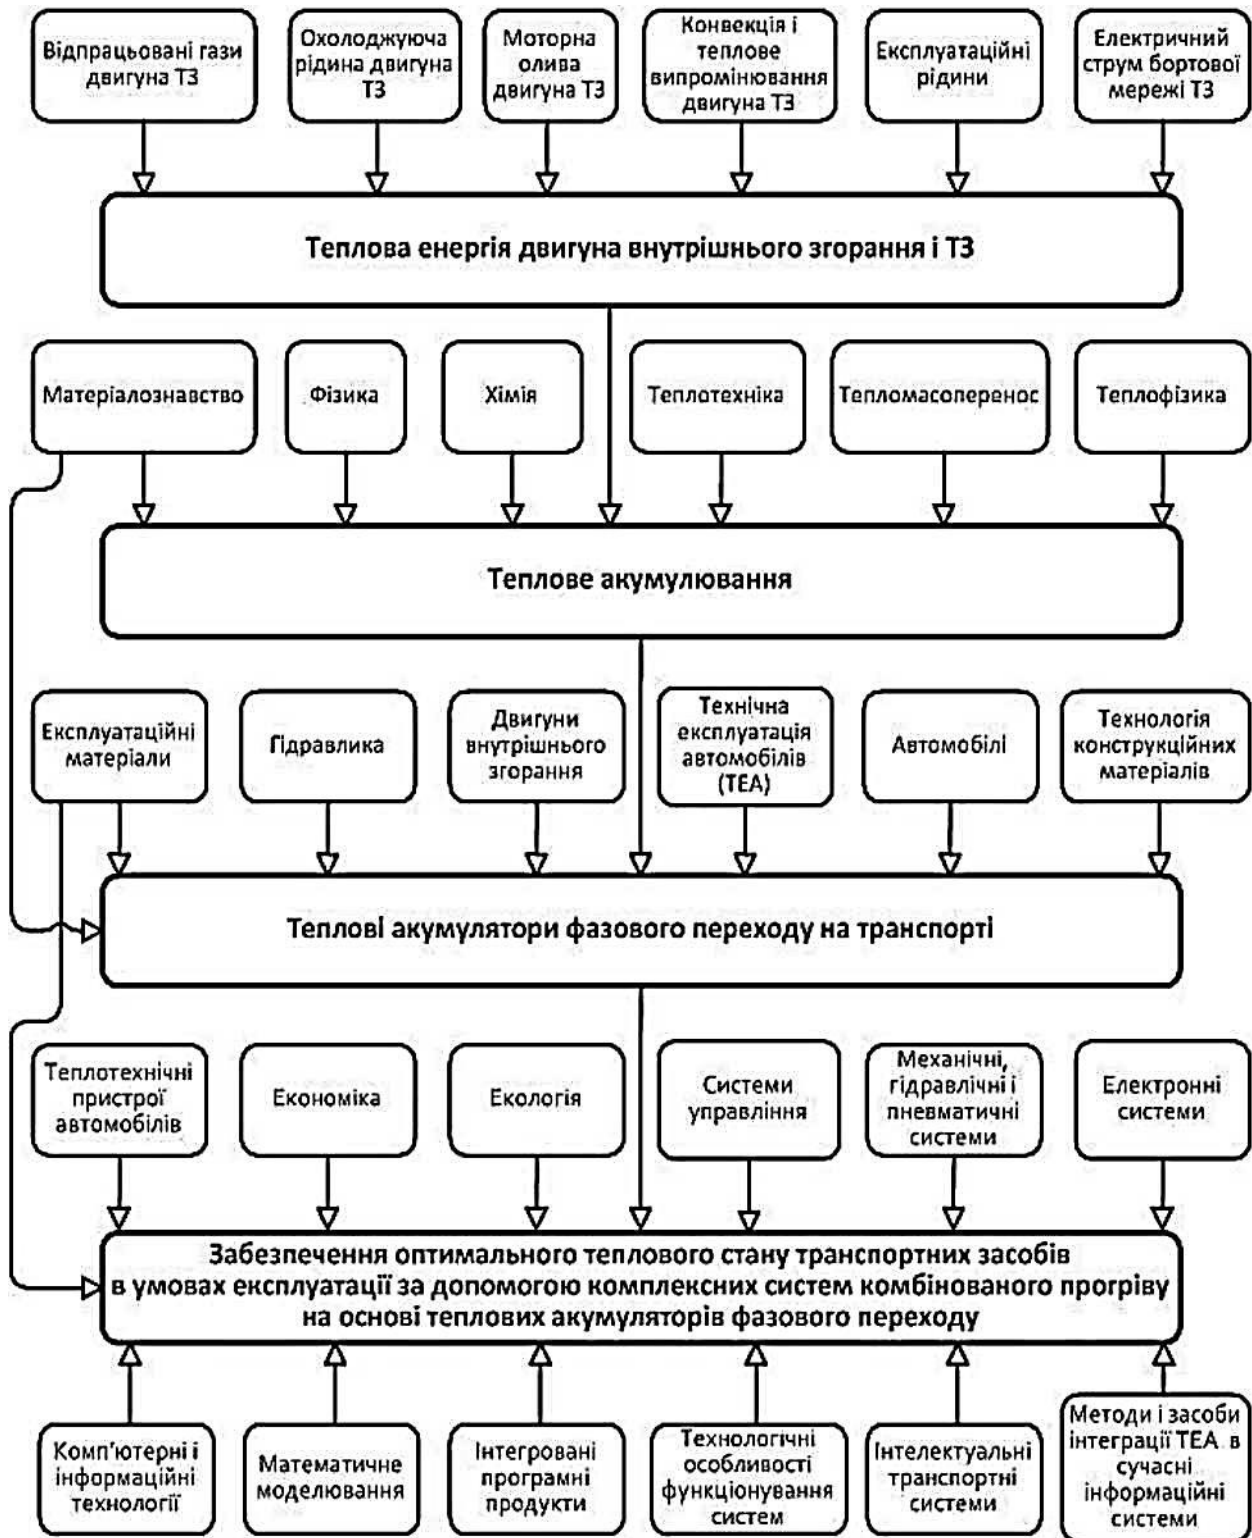 Відпрацьовані гази
двигуна ТЗ
Охолоджуюча
рідина двигуна
ТЗ
Моторна
олива
двигуна ТЗ
Конвекція і
теплове
випромінювання
двигуна ТЗ
Експлуатаційні
рідини
Електричний
струм бортової
мережі ТЗ
Теплова енергія двигуна внутрішнього згорання і ТЗ
Матеріалознавство
Фізика
Хімія
Теплотехніка
Тепломасоперенос
Теплофізика
Теплове акумулювання
Експлуатаційні
матеріали
Гідравлика
Двигуни
внутрішнього
згорання
Технічна
експлуатація
автомобілів
(ТЕА)
Автомобілі
Технологія
конструкційних
матеріалів
Теплові акумулятори фазового переходу на транспорті
Теплотехнічні
пристрої
автомобілів
Економіка
Екологія
Системи
управління
Механічні,
гідравлічні і
пневматичні
системи
Електронні
системи
Забезпечення оптимального теплового стану транспортних засобів
в умовах експлуатації за допомогою комплексних систем комбінованого прогріву
на основі теплових акумуляторів фазового переходу
Комп'ютерні і
інформаційні
технології
Математичне
моделювання
Інтегровані
програмні
продукти
Технологічні
особливості
функціонування
систем
Інтелектуальні
транспортні
системи
Методи і засоби
інтеграції ТЕА в
сучасні
інформаційні
системи